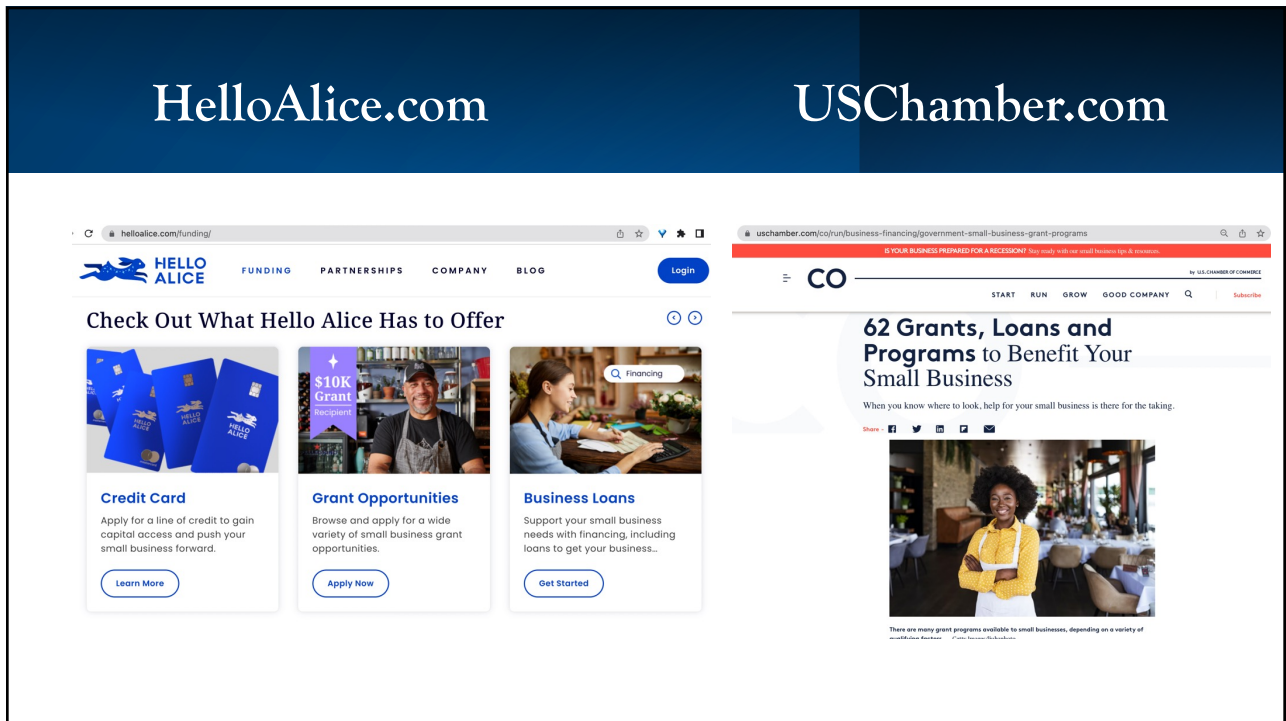 HelloAlice.com
USChamber.com
helloalice.com/funding/
HELLO
ALICE
FUNDING PARTNERSHIPS COMPANY BLOG
Login
Check Out What Hello Alice Has to Offer
HELLO
ALICE
HELLO
ALICE
HELLO
ALICE
Credit Card
Apply for a line of credit to gain
capital access and push your
small business forward.
Learn More
$10K
Grant
Recipient
Grant Opportunities
Browse and apply for a wide
variety of small business grant
opportunities.
Apply Now
Financing
Business Loans
Support your small business
needs with financing, including
loans to get your business...
Get Started
uschamber.com/co/run/business-financing/government-small-business-grant-programs
IS YOUR BUSINESS PREPARED FOR A RECESSION? Stay ready with our small business tips & resources.
CO
by U.S. CHAMBER OF COMMERCE
START RUN GROW GOOD COMPANY
Subscribe
62 Grants, Loans and
Programs to Benefit Your
Small Business
When you know where to look, help for your small business is there for the taking.
Share -
There are many grant programs available to small businesses, depending on a variety of